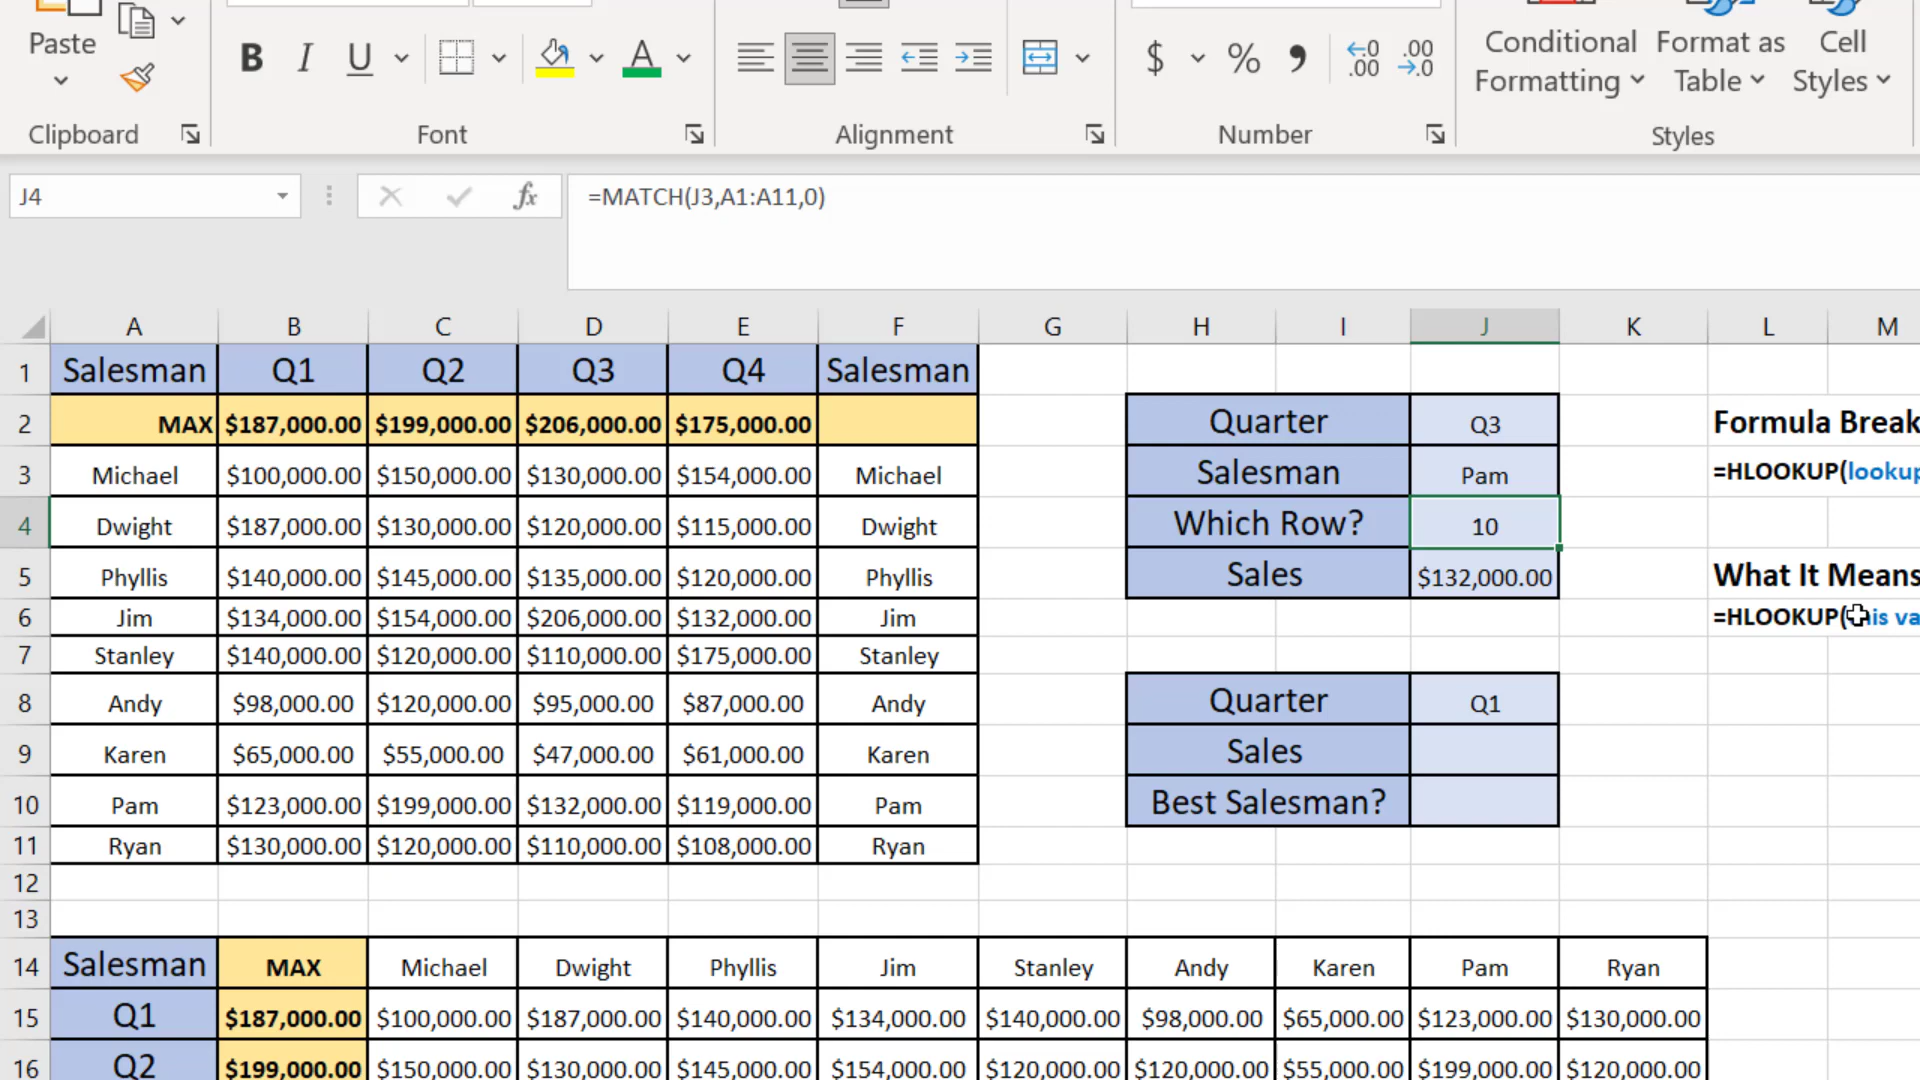 Paste
B I U A $ % , .00 .00
Conditional Formatting Format as Table Cell Styles
Clipboard Font Alignment Number Styles
J4 fx =MATCH(J3,A1:A11,0)
A B C D E F G H I J K L M
1 Salesman Q1 Q2 Q3 Q4 Salesman
2 MAX $187,000.00 $199,000.00 $206,000.00 $175,000.00 Quarter Q3 Formula Break
3 Michael $100,000.00 $150,000.00 $130,000.00 $154,000.00 Michael Salesman Pam =HLOOKUP(lookup
4 Dwight $187,000.00 $130,000.00 $120,000.00 $115,000.00 Dwight Which Row? 10
5 Phyllis $140,000.00 $145,000.00 $135,000.00 $120,000.00 Phyllis Sales $132,000.00 What It Means
6 Jim $134,000.00 $154,000.00 $206,000.00 $132,000.00 Jim =HLOOKUP( is va
7 Stanley $140,000.00 $120,000.00 $110,000.00 $175,000.00 Stanley
8 Andy $98,000.00 $120,000.00 $95,000.00 $87,000.00 Andy Quarter Q1
9 Karen $65,000.00 $55,000.00 $47,000.00 $61,000.00 Karen Sales
10 Pam $123,000.00 $199,000.00 $132,000.00 $119,000.00 Pam Best Salesman?
11 Ryan $130,000.00 $120,000.00 $110,000.00 $108,000.00 Ryan
12
13
14 Salesman MAX Michael Dwight Phyllis Jim Stanley Andy Karen Pam Ryan
15 Q1 $187,000.00 $100,000.00 $187,000.00 $140,000.00 $134,000.00 $140,000.00 $98,000.00 $65,000.00 $123,000.00 $130,000.00
16 Q2 $199,000.00 $150,000.00 $130,000.00 $145,000.00 $154,000.00 $120,000.00 $120,000.00 $55,000.00 $199,000.00 $120,000.00